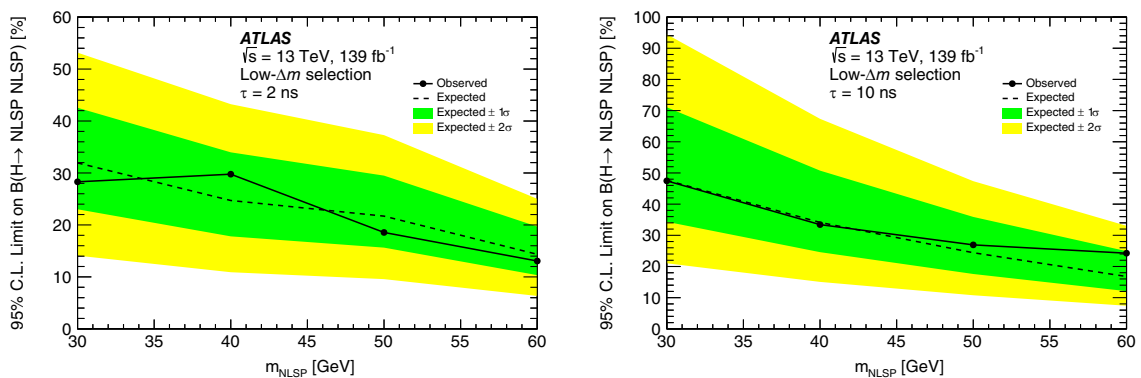 95% C.L. Limit on B(H→ NLSP NLSP) [%]
60
50
40
30
20
10
0
ATLAS
√s = 13 TeV, 139 fb⁻¹
Low-Δm selection
τ = 2 ns
Observed
Expected
Expected ± 1σ
Expected ± 2σ
30 35 40 45 50 55 60
m_NLSP [GeV]
95% C.L. Limit on B(H→ NLSP NLSP) [%]
100
90
80
70
60
50
40
30
20
10
0
ATLAS
√s = 13 TeV, 139 fb⁻¹
Low-Δm selection
τ = 10 ns
Observed
Expected
Expected ± 1σ
Expected ± 2σ
30 35 40 45 50 55 60
m_NLSP [GeV]